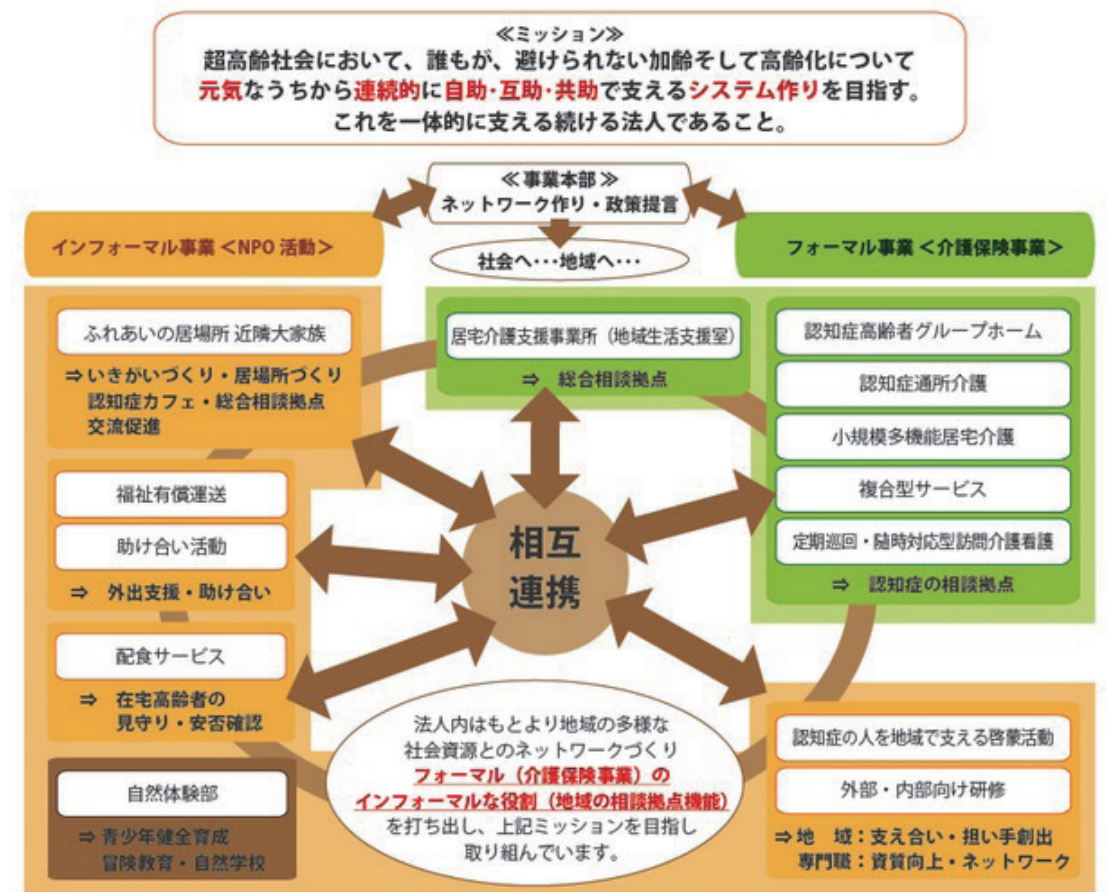 ≪ミッション≫
超高齢社会において、誰もが、避けられない加齢そして高齢化について
元気なうちから連続的に自助・互助・共助で支えるシステム作りを目指す。
これを一体的に支える続ける法人であること。
≪事業本部≫
ネットワーク作り・政策提言
社会へ・・・地域へ・・・
インフォーマル事業＜NPO 活動＞
フォーマル事業＜介護保険事業＞
ふれあいの居場所 近隣大家族
⇒いきがいづくり・居場所づくり
認知症カフェ・総合相談拠点
交流促進
福祉有償運送
助け合い活動
⇒ 外出支援・助け合い
配食サービス
⇒ 在宅高齢者の
見守り・安否確認
自然体験部
⇒青少年健全育成
冒険教育・自然学校
居宅介護支援事業所（地域生活支援室）
⇒ 総合相談拠点
認知症高齢者グループホーム
認知症通所介護
小規模多機能居宅介護
複合型サービス
定期巡回・随時対応型訪問介護看護
⇒ 認知症の相談拠点
相互
連携
法人内はもとより地域の多様な
社会資源とのネットワークづくり
フォーマル（介護保険事業）の
インフォーマルな役割（地域の相談拠点機能）
を打ち出し、上記ミッションを目指し
取り組んでいます。
認知症の人を地域で支える啓蒙活動
外部・内部向け研修
⇒地　域：支え合い・担い手創出
専門職：資質向上・ネットワーク